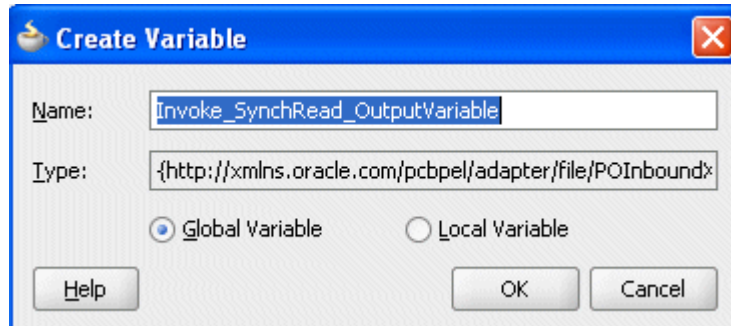 Create Variable
Name: Invoke_SynchRead_OutputVariable
Type: {http://xmlns.oracle.com/pcbpel/adapter/file/POInboundX
Global Variable Local Variable
Help OK Cancel